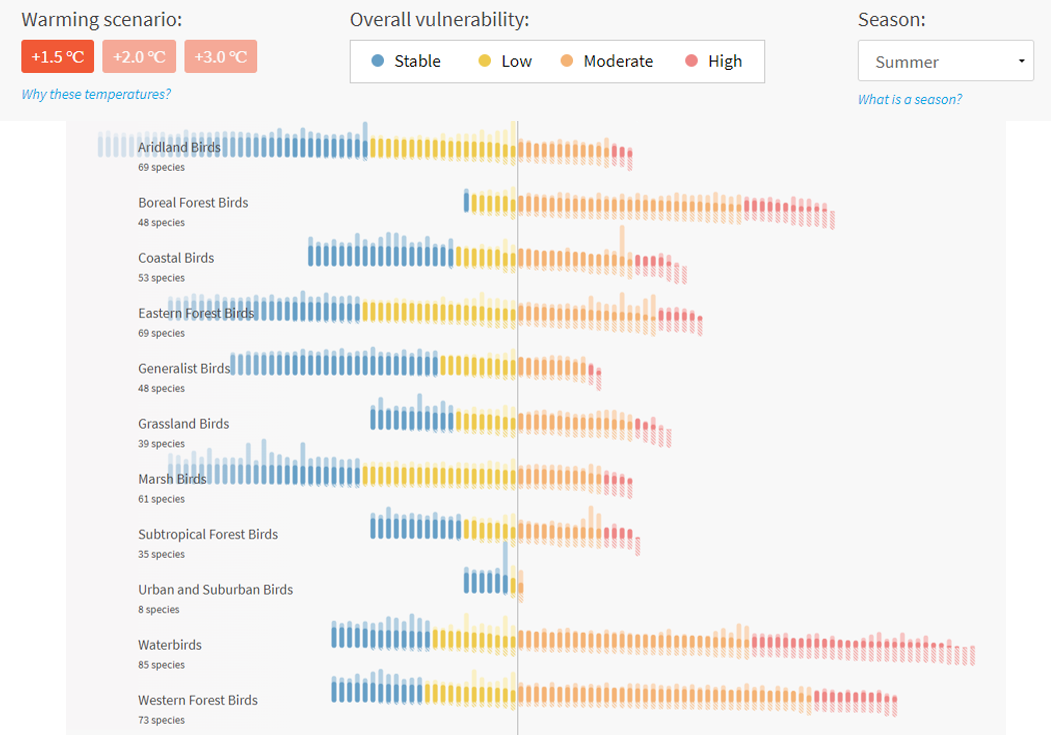 Warming scenario:
Overall vulnerability:
Season:
+1.5 ºC
+2.0 ºC
+3.0 ºC
Stable
Low
Moderate
High
Summer
Why these temperatures?
What is a season?
Aridland Birds
69 species
Boreal Forest Birds
48 species
Coastal Birds
53 species
Eastern Forest Birds
69 species
Generalist Birds
48 species
Grassland Birds
39 species
Marsh Birds
61 species
Subtropical Forest Birds
35 species
Urban and Suburban Birds
8 species
Waterbirds
85 species
Western Forest Birds
73 species